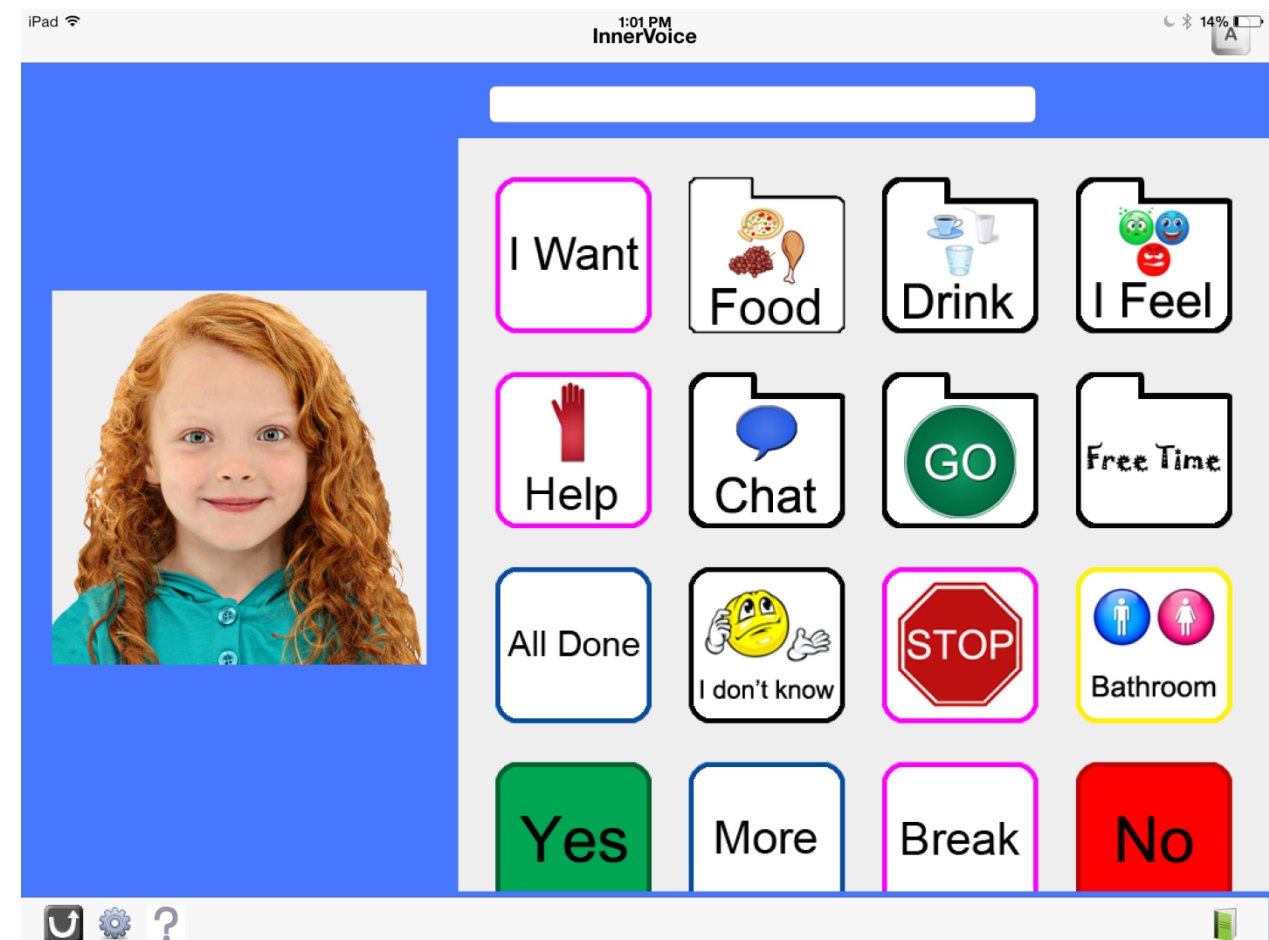 iPad 1:01 PM 14%
InnerVoice
A
I Want
Food
Drink
I Feel
Help
Chat
GO
Free Time
All Done
I don't know
STOP
Bathroom
Yes
More
Break
No
?